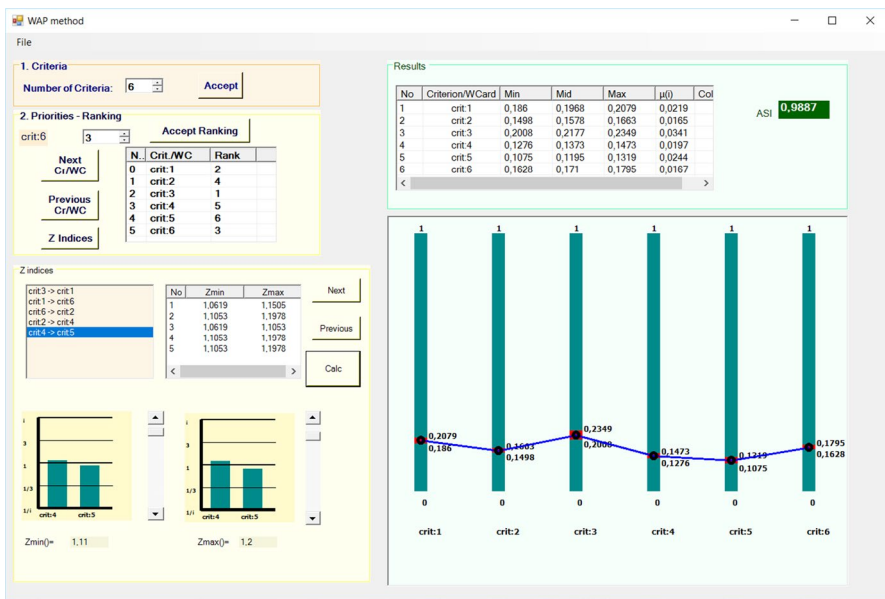 WAP method
File
1. Criteria
Number of Criteria: 6 Accept
2. Priorities - Ranking
crit:6 3 Accept Ranking
Next Cr/WC
Previous Cr/WC
Z Indices
N.. Crit./WC Rank
0 crit:1 2
1 crit:2 4
2 crit:3 1
3 crit:4 5
4 crit:5 6
5 crit:6 3
Z indices
crit:3 -> crit:1
crit:1 -> crit:6
crit:6 -> crit:2
crit:2 -> crit:4
crit:4 -> crit:5
No Zmin Zmax
1 1,0619 1,1505
2 1,1053 1,1978
3 1,0619 1,1053
4 1,1053 1,1978
5 1,1053 1,1978
Next
Previous
Calc
i
3
1
1/3
1/i
crit:4 crit:5
i
3
1
1/3
1/i
crit:4 crit:5
Zmin()= 1,11
Zmax()= 1,2
Results
No Criterion/WCard Min Mid Max μ(i) Col
1 crit:1 0,186 0,1968 0,2079 0,0219
2 crit:2 0,1498 0,1578 0,1663 0,0165
3 crit:3 0,2008 0,2177 0,2349 0,0341
4 crit:4 0,1276 0,1373 0,1473 0,0197
5 crit:5 0,1075 0,1195 0,1319 0,0244
6 crit:6 0,1628 0,171 0,1795 0,0167
ASI 0,9887
1 1 1 1 1 1
0,2079 0,1663 0,2349 0,1473 0,1319 0,1795
0,186 0,1498 0,2008 0,1276 0,1075 0,1628
0 0 0 0 0 0
crit:1 crit:2 crit:3 crit:4 crit:5 crit:6